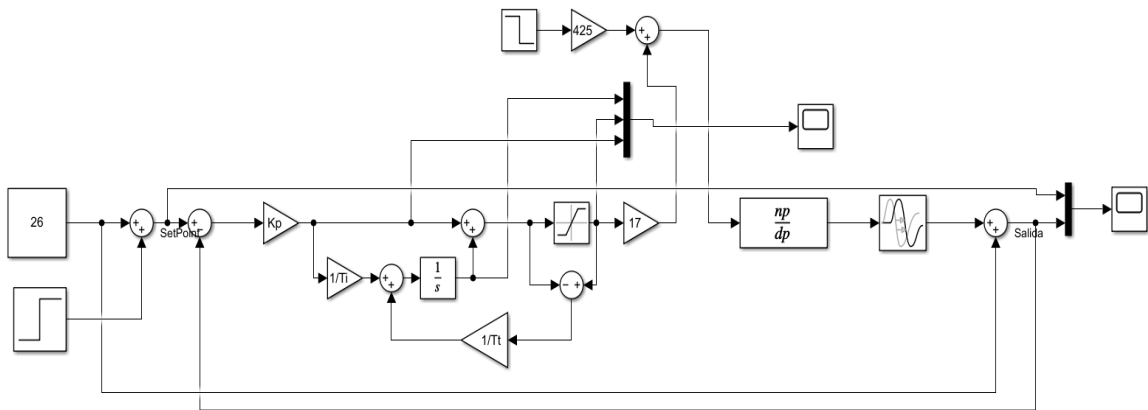 425
26
+
+
+
+
SetPoint
+
-
Kp
+
+
17
np
dp
+
+
Salida
1/Ti
+
+
1
s
- +
1/Tt